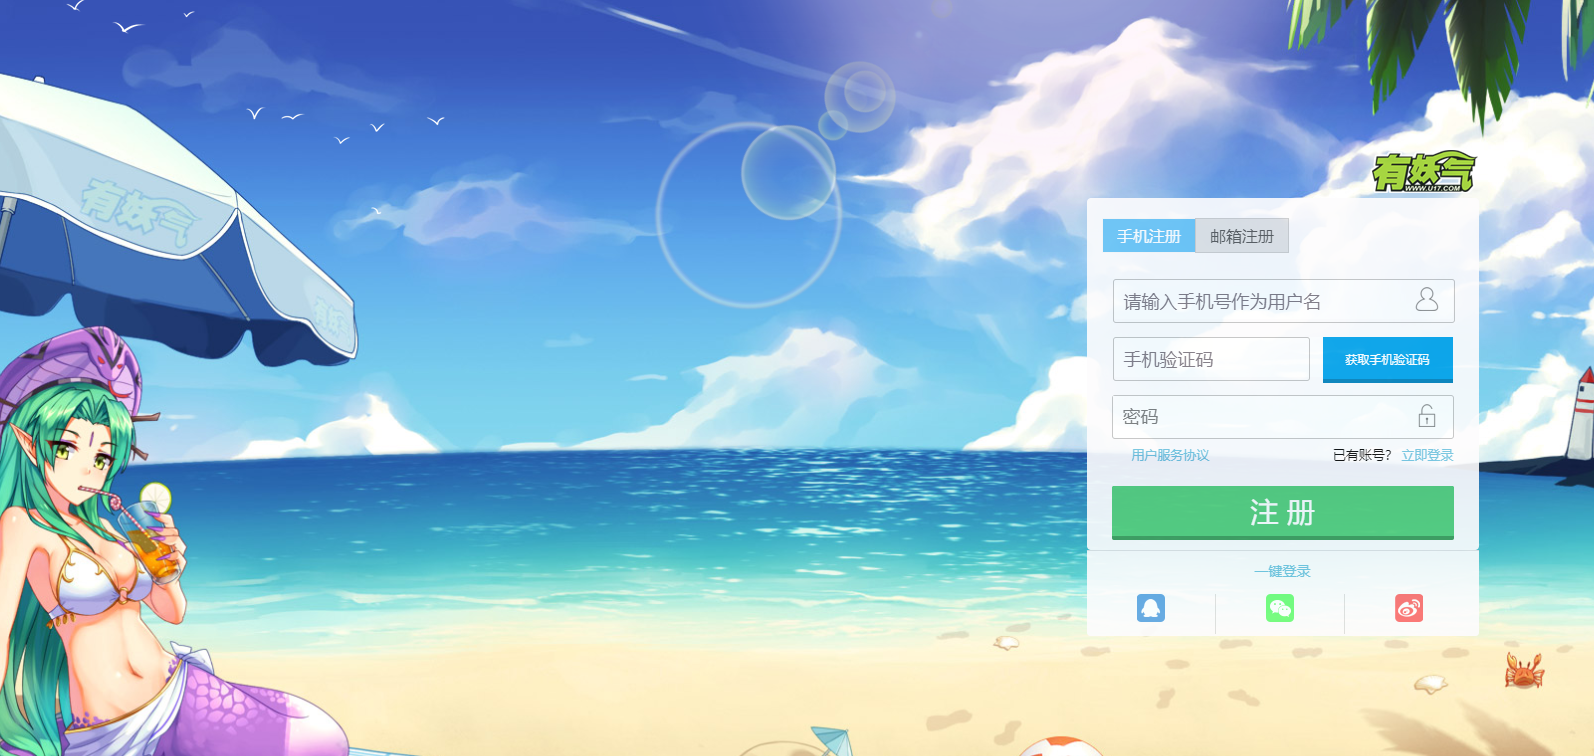 有妖气
有妖气
WWW.U17.COM
手机注册 邮箱注册
请输入手机号作为用户名
手机验证码 获取手机验证码
密码
用户服务协议 已有账号? 立即登录
注 册
一键登录